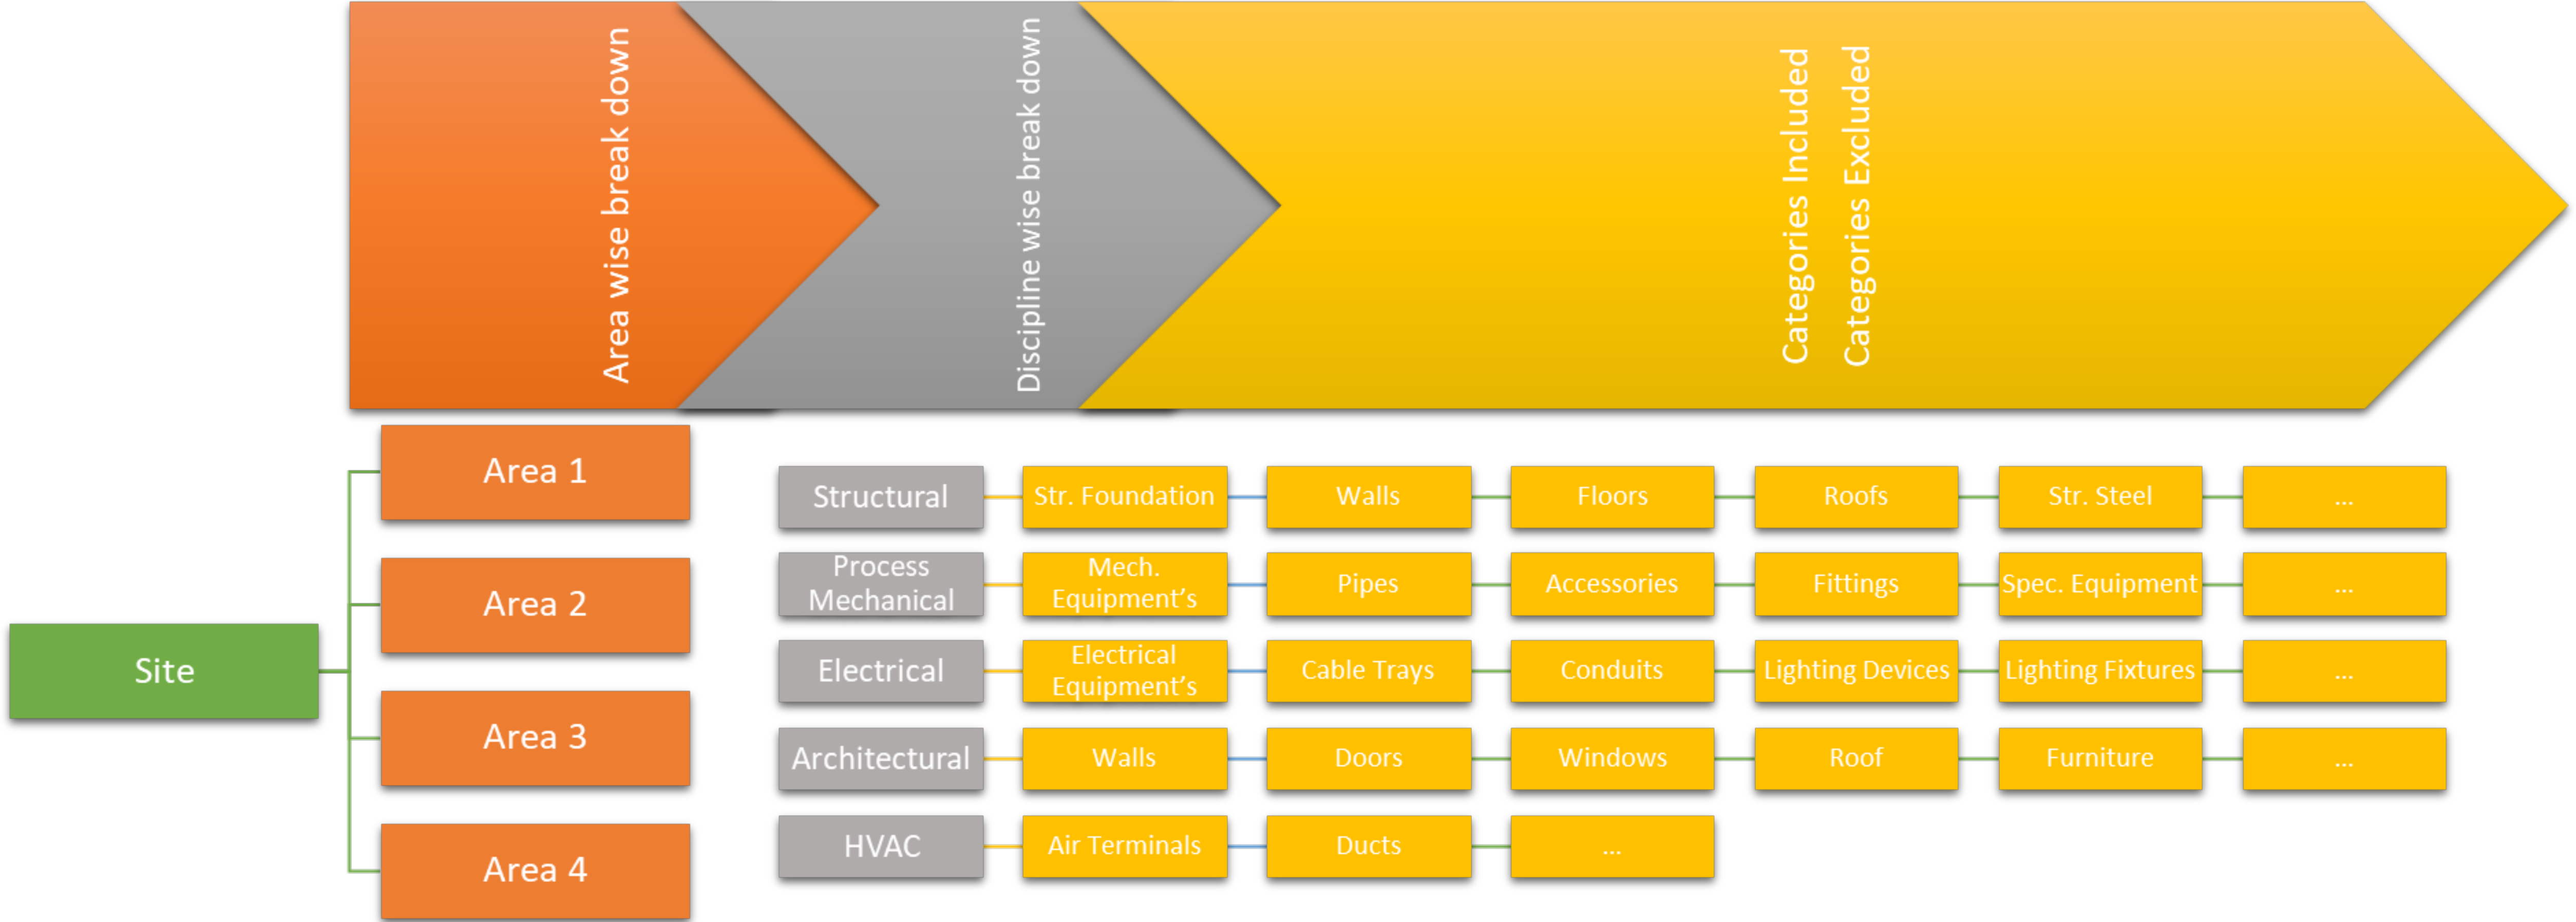 Area wise break down
Discipline wise break down
Categories Included
Categories Excluded
Site
Area 1
Area 2
Area 3
Area 4
Structural
Str. Foundation
Walls
Floors
Roofs
Str. Steel
...
Process
Mechanical
Mech.
Equipment’s
Pipes
Accessories
Fittings
Spec. Equipment
...
Electrical
Electrical
Equipment’s
Cable Trays
Conduits
Lighting Devices
Lighting Fixtures
...
Architectural
Walls
Doors
Windows
Roof
Furniture
...
HVAC
Air Terminals
Ducts
...